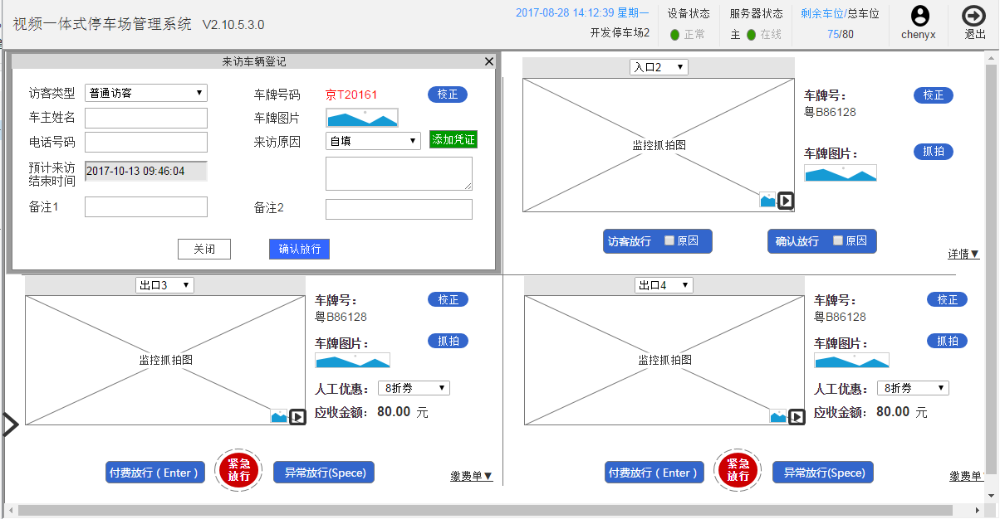 视频一体式停车场管理系统 V2.10.5.3.0
2017-08-28 14:12:39 星期一
开发停车场2
设备状态
正常
服务器状态
主 在线
剩余车位/总车位
75/80
chenyx
退出
来访车辆登记
访客类型 普通访客
车牌号码 京T20161 校正
车主姓名
车牌图片
电话号码
来访原因 自填 添加凭证
预计来访
结束时间
2017-10-13 09:46:04
备注1
备注2
关闭
确认放行
入口2
监控抓拍图
车牌号： 校正
粤B86128
车牌图片： 抓拍
访客放行 原因
确认放行 原因
详情▼
出口3
监控抓拍图
车牌号： 校正
粤B86128
车牌图片： 抓拍
人工优惠： 8折券
应收金额： 80.00 元
付费放行（Enter）
紧急
放行
异常放行(Spece)
缴费单▼
出口4
监控抓拍图
车牌号： 校正
粤B86128
车牌图片： 抓拍
人工优惠： 8折券
应收金额： 80.00 元
付费放行（Enter）
紧急
放行
异常放行(Spece)
缴费单